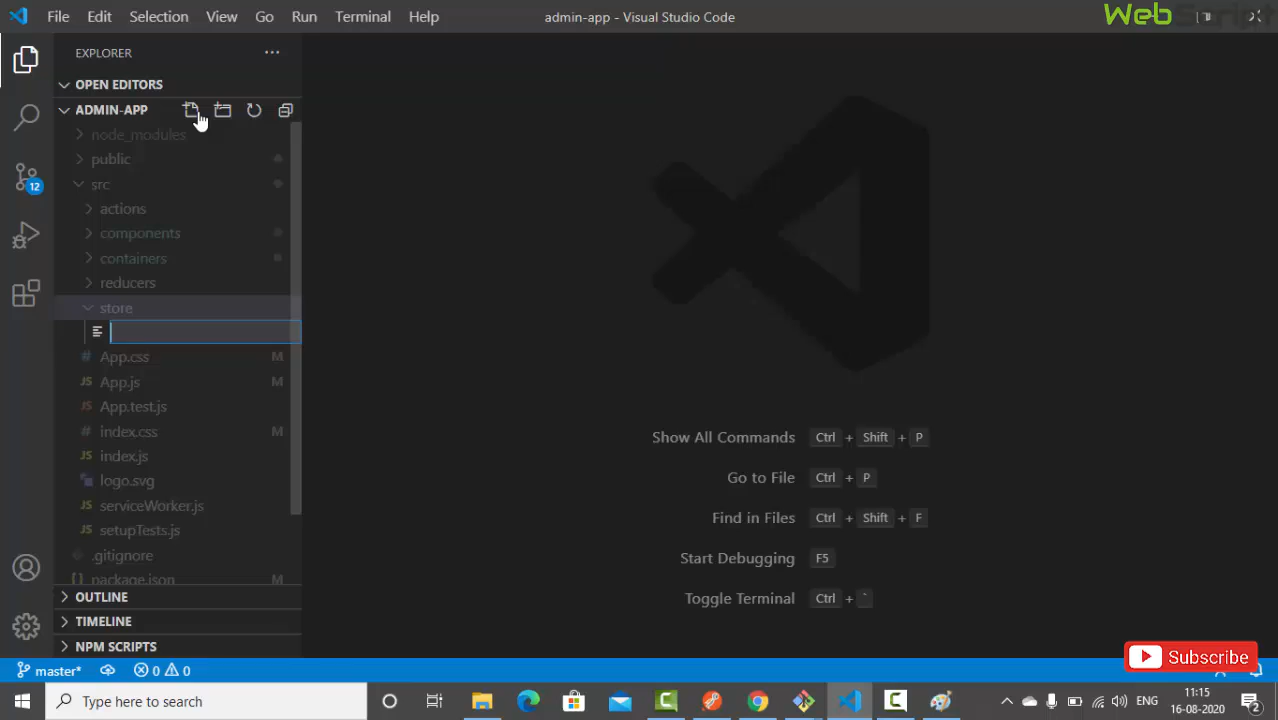 File Edit Selection View Go Run Terminal Help
admin-app - Visual Studio Code
WebScript
EXPLORER
OPEN EDITORS
ADMIN-APP
node_modules
public
src
actions
components
containers
reducers
store
App.css M
App.js M
App.test.js
index.css M
index.js
logo.svg
serviceWorker.js
setupTests.js
.gitignore
package.json M
OUTLINE
TIMELINE
NPM SCRIPTS
12
Show All Commands Ctrl + Shift + P
Go to File Ctrl + P
Find in Files Ctrl + Shift + F
Start Debugging F5
Toggle Terminal Ctrl + `
Subscribe
master* 0 0
Type here to search
ENG
11:15
16-08-2020
2